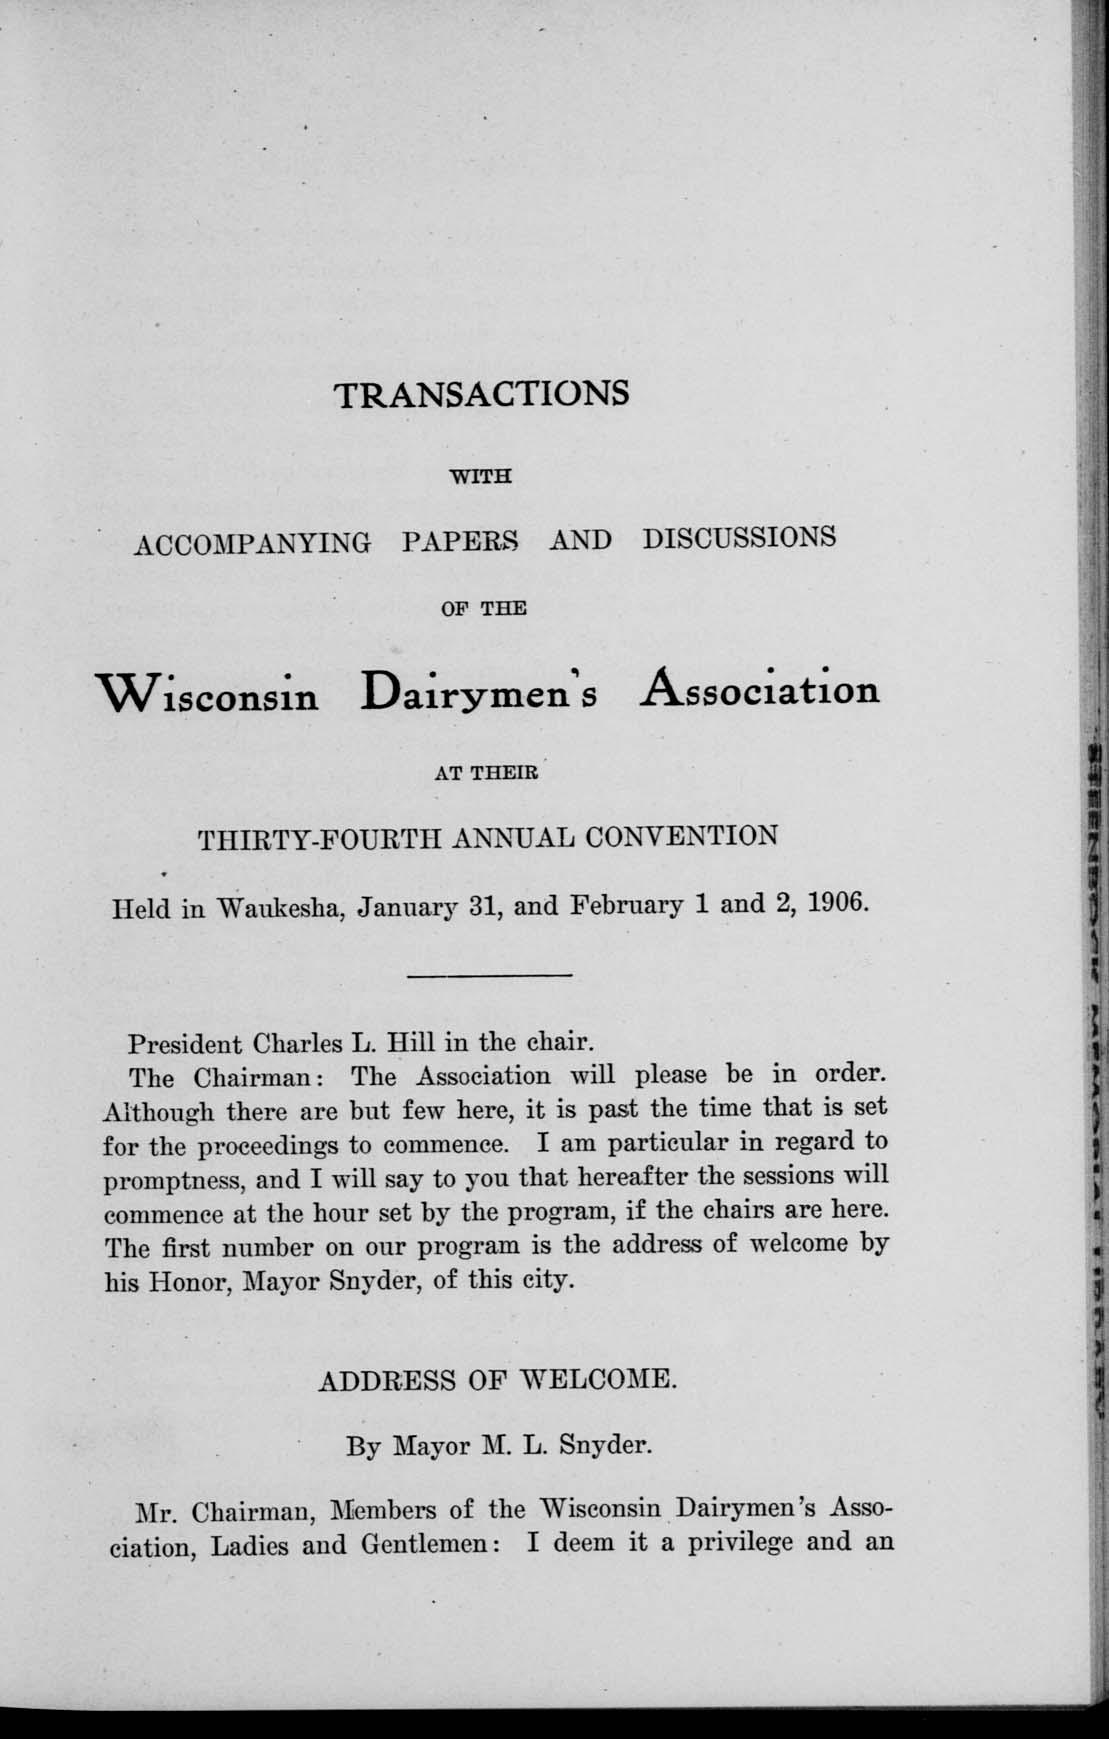 TRANSACTIONS
WITH
ACCOMPANYING PAPERS AND DISCUSSIONS
OF THE
Wisconsin Dairymen's Association
AT THEIR
THIRTY-FOURTH ANNUAL CONVENTION
Held in Waukesha, January 31, and February 1 and 2, 1906.
President Charles L. Hill in the chair.
The Chairman: The Association will please be in order.
Although there are but few here, it is past the time that is set
for the proceedings to commence. I am particular in regard to
promptness, and I will say to you that hereafter the sessions will
commence at the hour set by the program, if the chairs are here.
The first number on our program is the address of welcome by
his Honor, Mayor Snyder, of this city.
ADDRESS OF WELCOME.
By Mayor M. L. Snyder.
Mr. Chairman, Members of the Wisconsin Dairymen's Asso-
ciation, Ladies and Gentlemen: I deem it a privilege and an